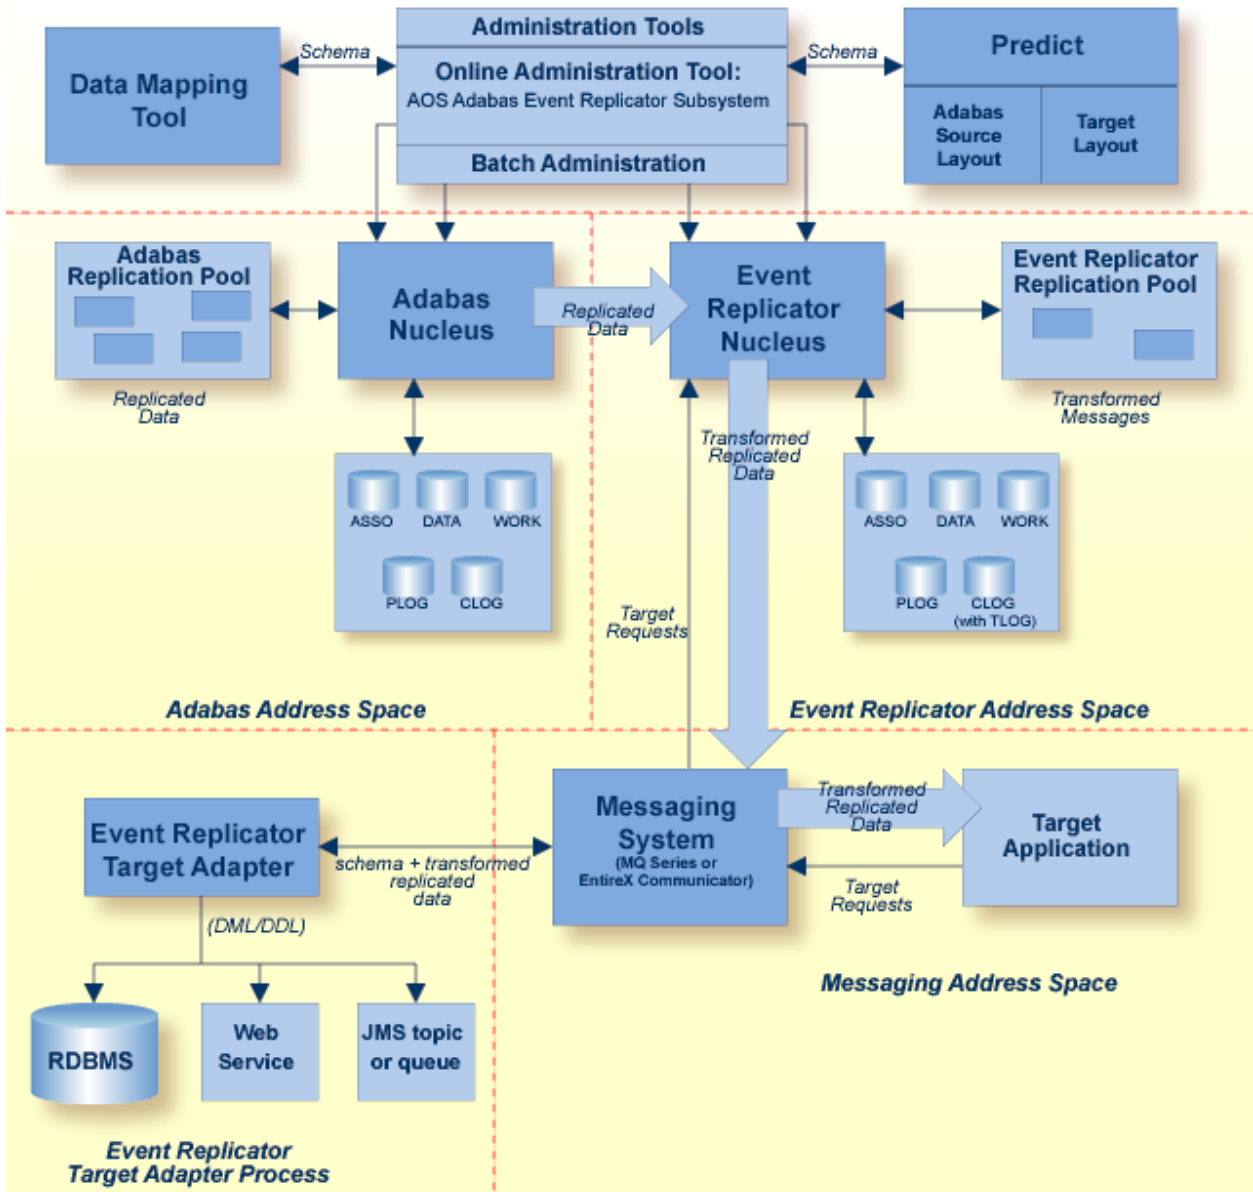 Data Mapping
Tool
Schema
Administration Tools
Online Administration Tool:
AOS Adabas Event Replicator Subsystem
Batch Administration
Schema
Predict
Adabas
Source
Layout
Target
Layout
Adabas
Replication Pool
Replicated
Data
Adabas
Nucleus
Replicated
Data
Event
Replicator
Nucleus
Event Replicator
Replication Pool
Transformed
Messages
Transformed
Replicated
Data
ASSO DATA WORK
PLOG CLOG
Target
Requests
ASSO DATA WORK
PLOG CLOG
(with TLOG)
Adabas Address Space
Event Replicator Address Space
Event Replicator
Target Adapter
schema + transformed
replicated
data
Messaging
System
(MQ Series or
EntireX Communicator)
Transformed
Replicated
Data
Target
Requests
Target
Application
(DML/DDL)
Messaging Address Space
RDBMS
Web
Service
JMS topic
or queue
Event Replicator
Target Adapter Process